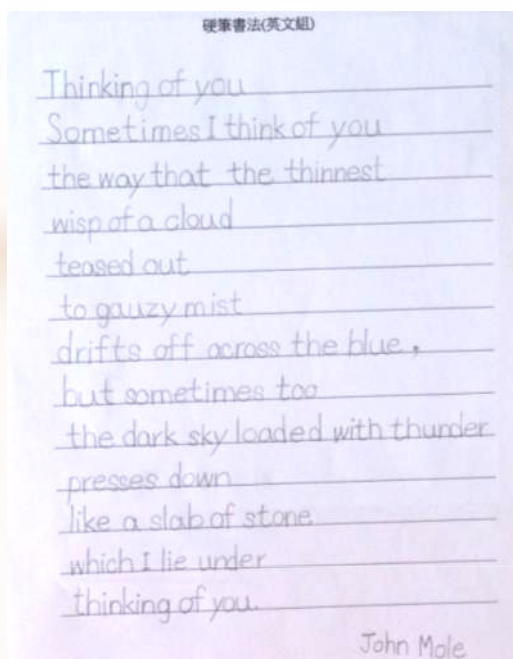 硬筆書法(英文組)
Thinking of you
Sometimes I think of you
the way that the thinnest
wisp of a cloud
teased out
to gauzy mist
drifts off across the blue,
but sometimes too
the dark sky loaded with thunder
presses down
like a slab of stone
which I lie under
thinking of you.
John Mole